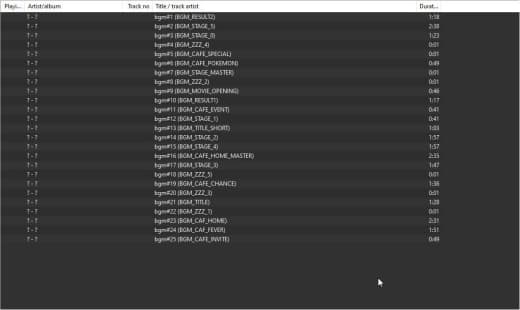 Playi... Artist/album Track no Title / track artist Durat...
? - ? bgm#1 (BGM_RESULT2) 1:18
? - ? bgm#2 (BGM_STAGE_5) 2:38
? - ? bgm#3 (BGM_STAGE_0) 1:23
? - ? bgm#4 (BGM_ZZZ_4) 0:01
? - ? bgm#5 (BGM_CAFE_SPECIAL) 0:01
? - ? bgm#6 (BGM_CAFE_POKEMON) 0:49
? - ? bgm#7 (BGM_STAGE_MASTER) 0:01
? - ? bgm#8 (BGM_ZZZ_2) 0:01
? - ? bgm#9 (BGM_MOVIE_OPENING) 0:46
? - ? bgm#10 (BGM_RESULT1) 1:17
? - ? bgm#11 (BGM_CAFE_EVENT) 0:41
? - ? bgm#12 (BGM_STAGE_1) 0:41
? - ? bgm#13 (BGM_TITLE_SHORT) 1:03
? - ? bgm#14 (BGM_STAGE_2) 1:57
? - ? bgm#15 (BGM_STAGE_4) 1:57
? - ? bgm#16 (BGM_CAFE_HOME_MASTER) 2:35
? - ? bgm#17 (BGM_STAGE_3) 1:47
? - ? bgm#18 (BGM_ZZZ_5) 0:01
? - ? bgm#19 (BGM_CAFE_CHANCE) 1:36
? - ? bgm#20 (BGM_ZZZ_3) 0:01
? - ? bgm#21 (BGM_TITLE) 1:28
? - ? bgm#22 (BGM_ZZZ_1) 0:01
? - ? bgm#23 (BGM_CAF_HOME) 2:31
? - ? bgm#24 (BGM_CAF_FEVER) 1:51
? - ? bgm#25 (BGM_CAFE_INVITE) 0:49